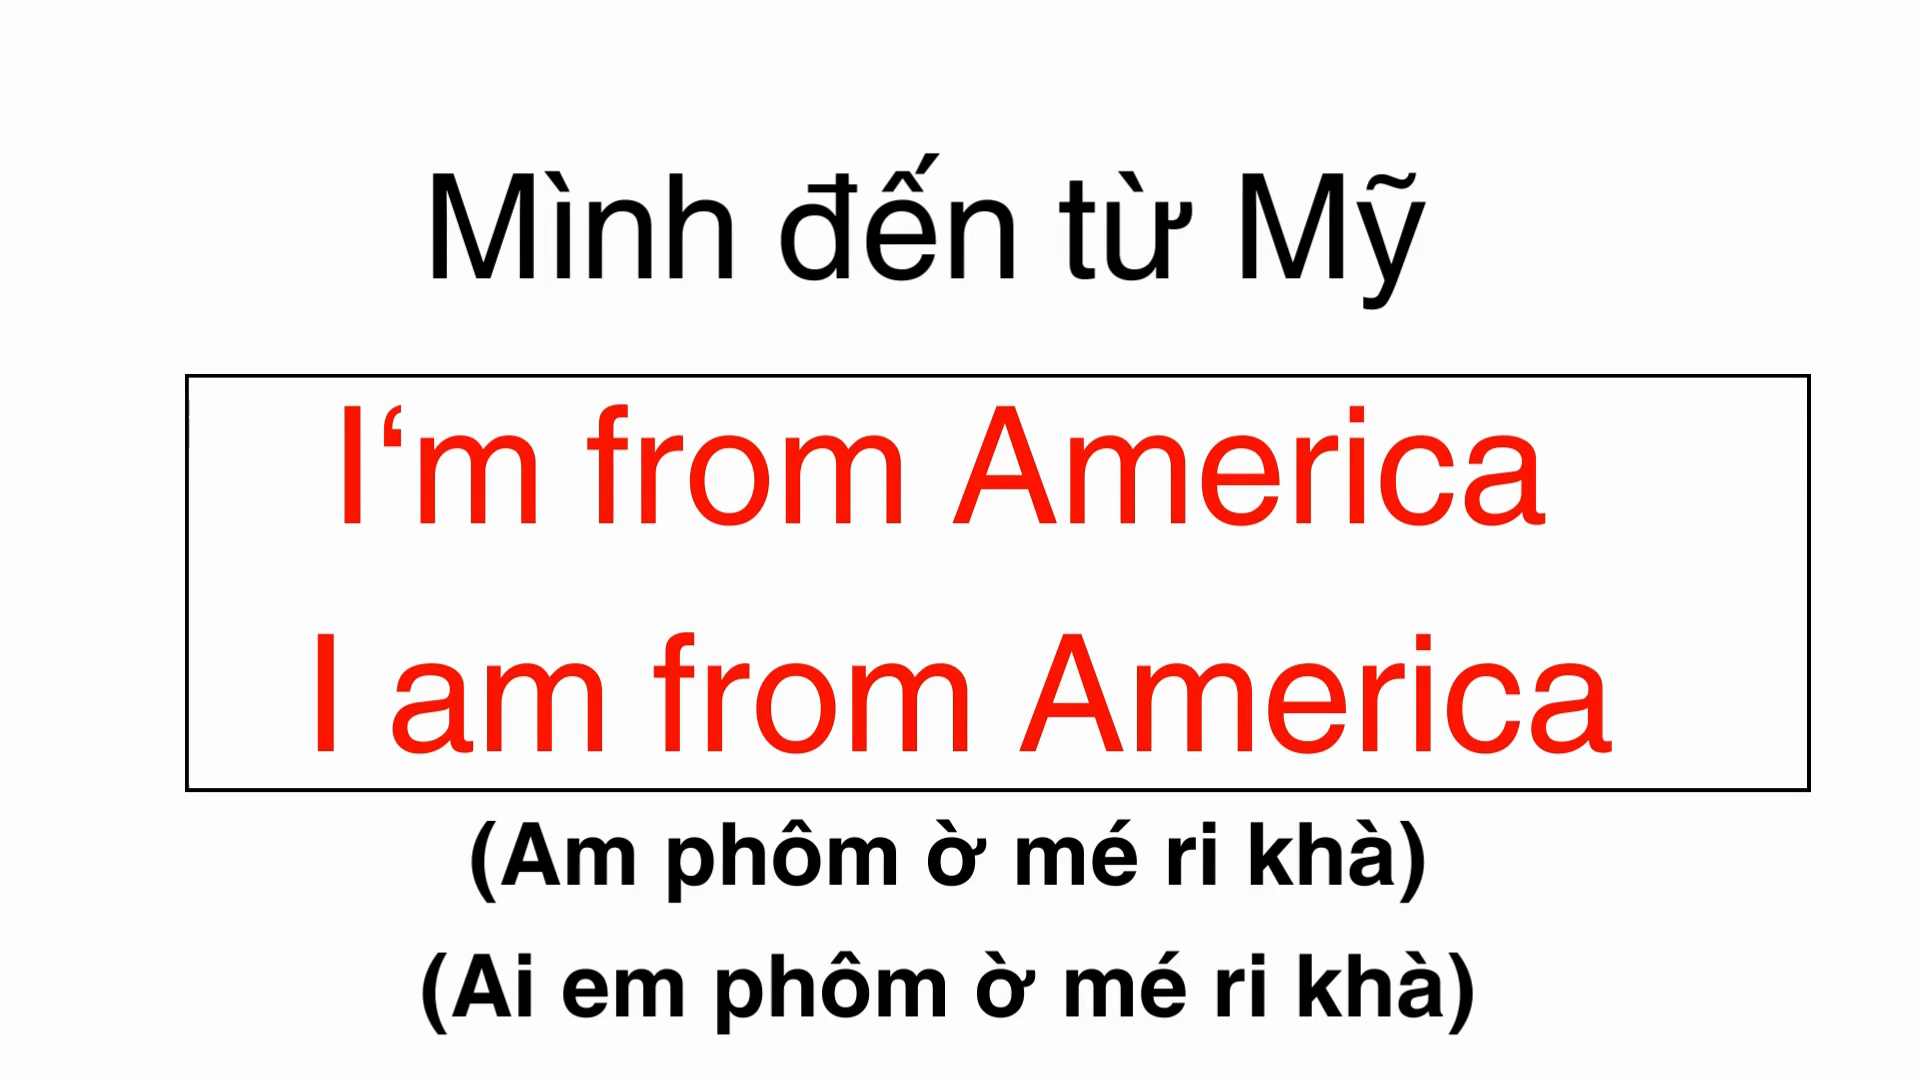 Mình đến từ Mỹ
I‘m from America
I am from America
(Am phôm ờ mé ri khà)
(Ai em phôm ờ mé ri khà)